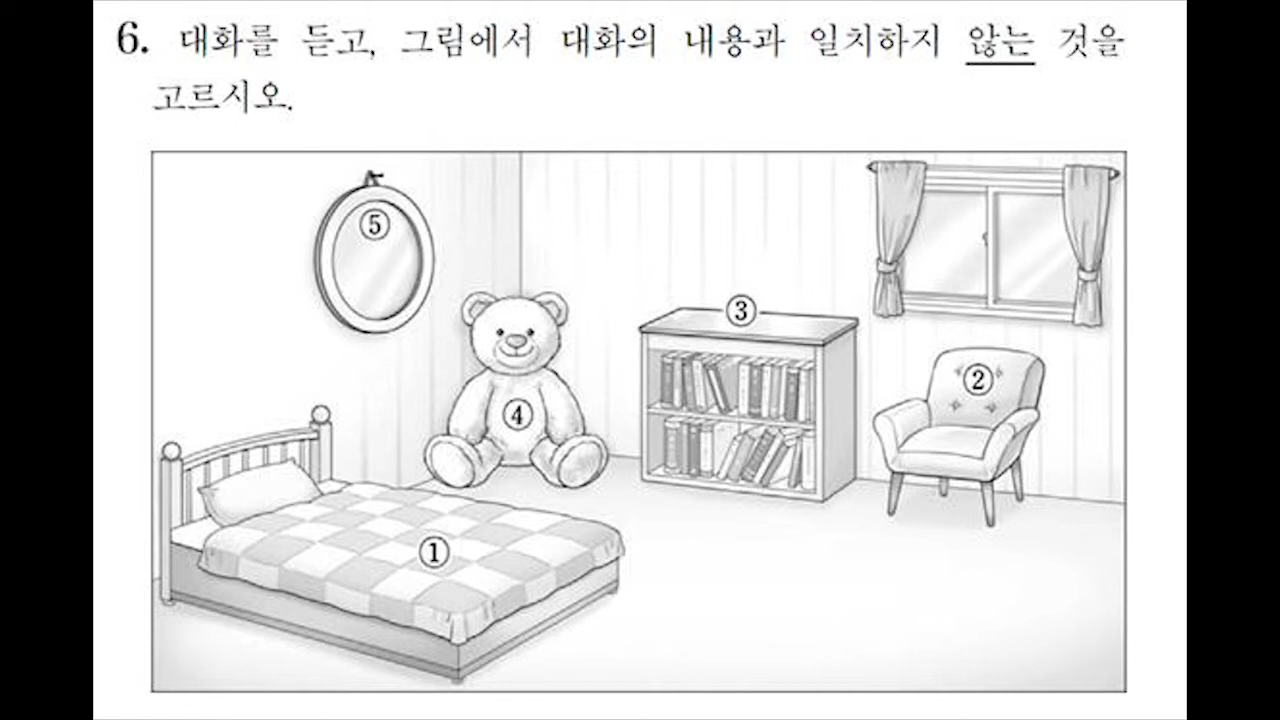 6. 대화를 듣고, 그림에서 대화의 내용과 일치하지 않는 것을
고르시오.
⑤
③
②
④
①